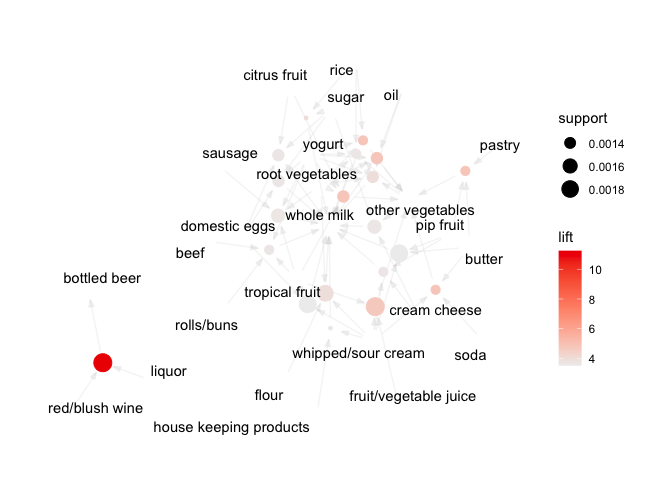 citrus fruit
rice
sugar
oil
support
0.0014
0.0016
0.0018
yogurt
pastry
sausage
root vegetables
whole milk
other vegetables
domestic eggs
pip fruit
lift
beef
butter
10
8
6
4
bottled beer
tropical fruit
cream cheese
rolls/buns
whipped/sour cream
soda
liquor
flour
fruit/vegetable juice
red/blush wine
house keeping products